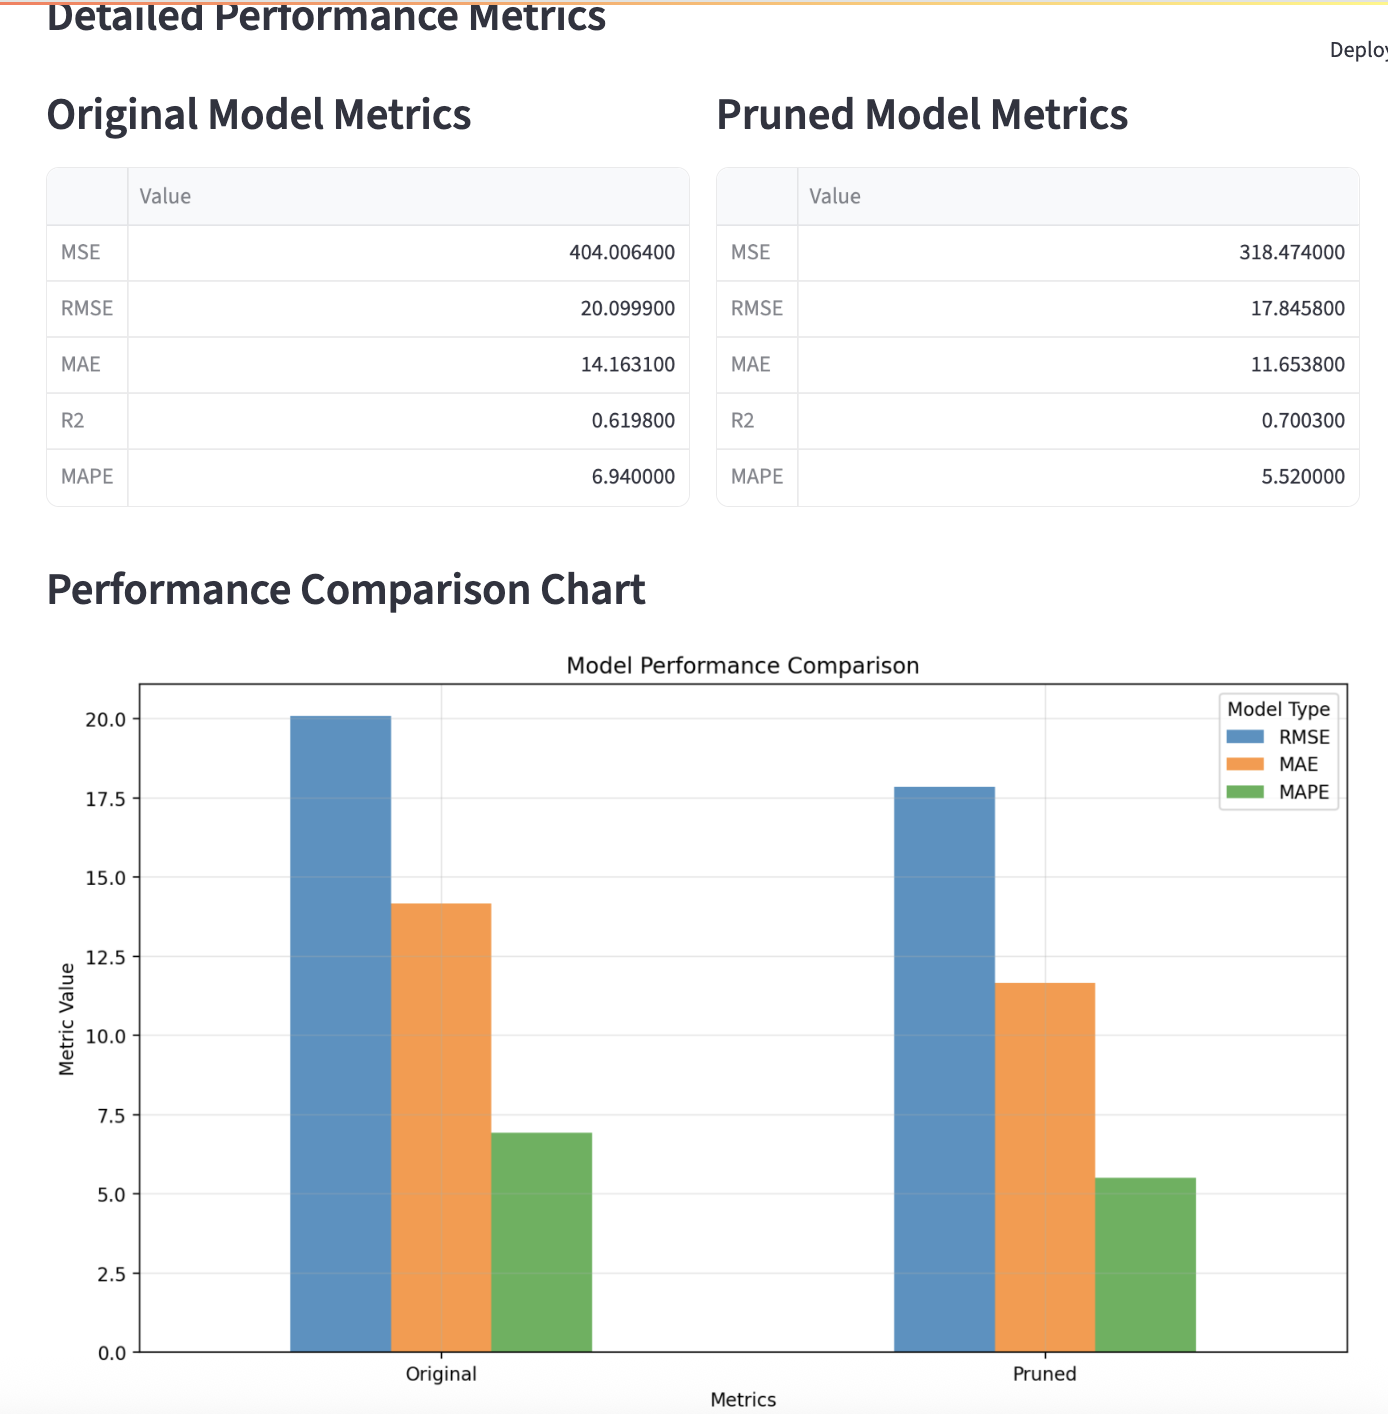 Detailed Performance Metrics
Deploy
Original Model Metrics
Value
MSE 404.006400
RMSE 20.099900
MAE 14.163100
R2 0.619800
MAPE 6.940000
Pruned Model Metrics
Value
MSE 318.474000
RMSE 17.845800
MAE 11.653800
R2 0.700300
MAPE 5.520000
Performance Comparison Chart
Model Performance Comparison
Model Type
RMSE
MAE
MAPE
Metric Value
20.0
17.5
15.0
12.5
10.0
7.5
5.0
2.5
0.0
Original
Pruned
Metrics